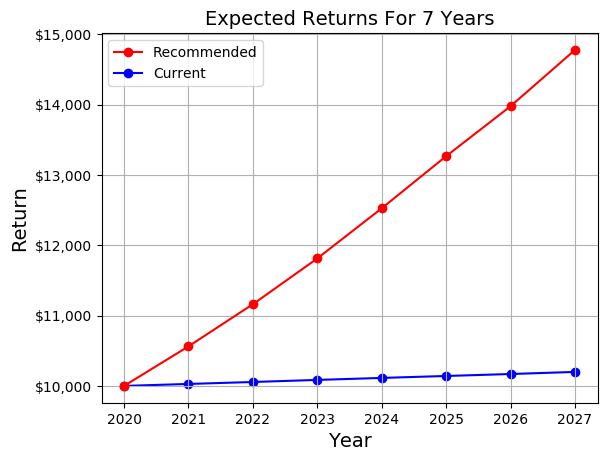 Expected Returns For 7 Years
Recommended
Current
$15,000
$14,000
$13,000
$12,000
$11,000
$10,000
Return
2020 2021 2022 2023 2024 2025 2026 2027
Year